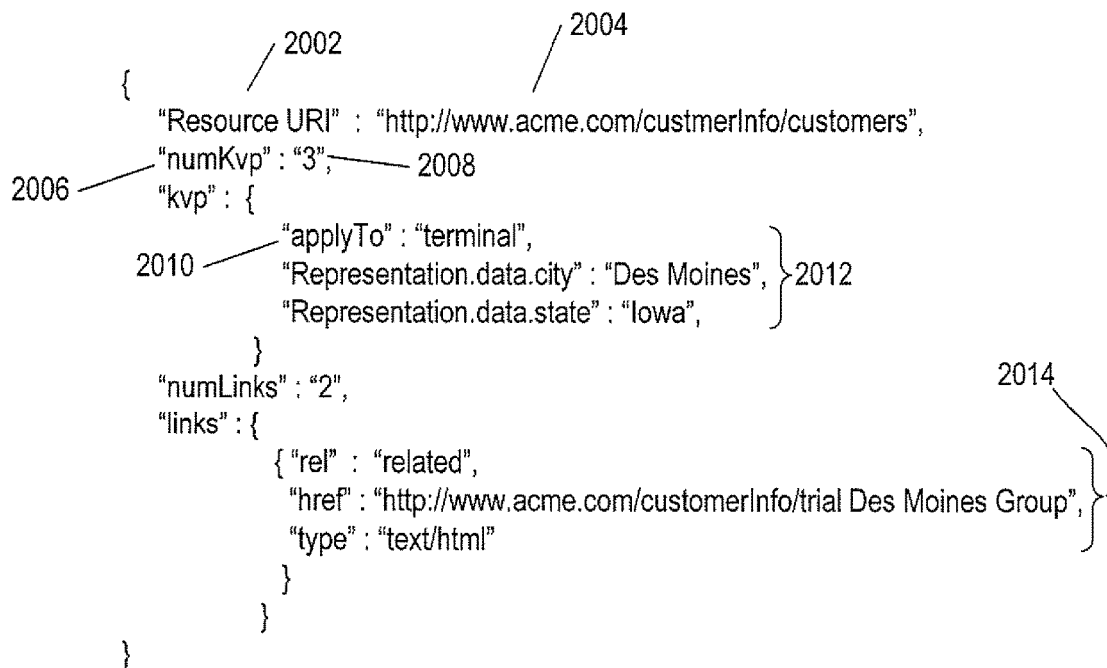 2002
2004
{
"Resource URI" : "http://www.acme.com/custmerInfo/customers",
"numKvp" : "3",
2008
2006
"kvp" : {
"applyTo" : "terminal",
2010
"Representation.data.city" : "Des Moines",
2012
"Representation.data.state" : "Iowa",
}
"numLinks" : "2",
2014
"links" : {
{ "rel" : "related",
"href" : "http://www.acme.com/customerInfo/trial Des Moines Group",
"type" : "text/html"
}
}
}